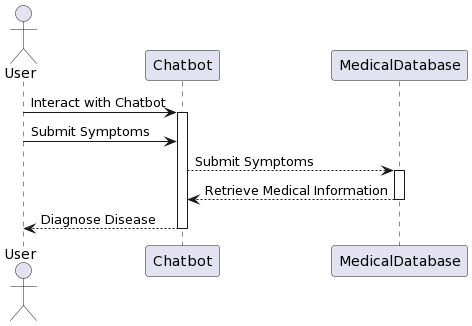 User
Chatbot
MedicalDatabase
Interact with Chatbot
Submit Symptoms
Submit Symptoms
Retrieve Medical Information
Diagnose Disease
User
Chatbot
MedicalDatabase